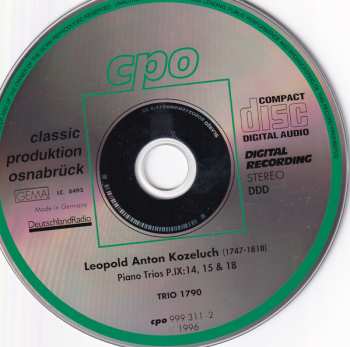 cpo
classic
produktion
osnabrück
COMPACT
disc
DIGITAL AUDIO
DIGITAL RECORDING
STEREO
DDD
GEMA
LC 8492
Made in Germany
DeutschlandRadio
Leopold Anton Kozeluch (1747-1818)
Piano Trios P.IX:14, 15 & 18
TRIO 1790
cpo 999 311-2
1996